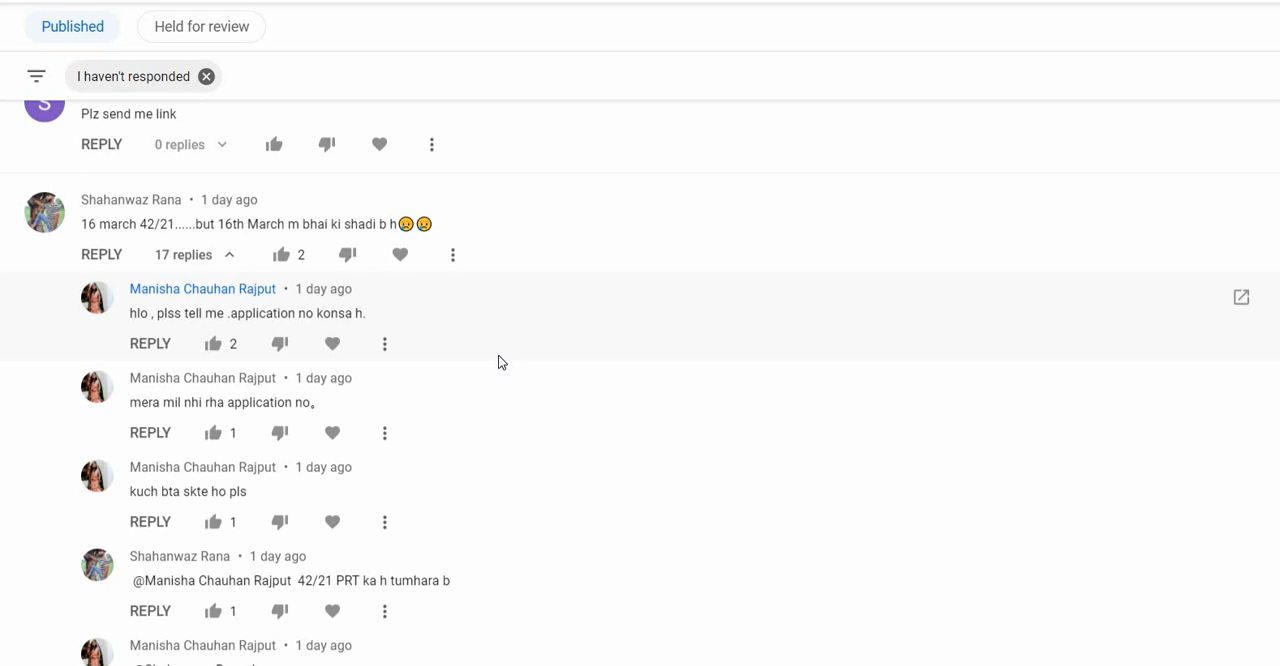 Published Held for review
I haven't responded
S
Plz send me link
REPLY 0 replies
Shahanwaz Rana • 1 day ago
16 march 42/21......but 16th March m bhai ki shadi b h😥😥
REPLY 17 replies 2
Manisha Chauhan Rajput • 1 day ago
hlo , plss tell me .application no konsa h.
REPLY 2
Manisha Chauhan Rajput • 1 day ago
mera mil nhi rha application no。
REPLY 1
Manisha Chauhan Rajput • 1 day ago
kuch bta skte ho pls
REPLY 1
Shahanwaz Rana • 1 day ago
@Manisha Chauhan Rajput 42/21 PRT ka h tumhara b
REPLY 1
Manisha Chauhan Rajput • 1 day ago